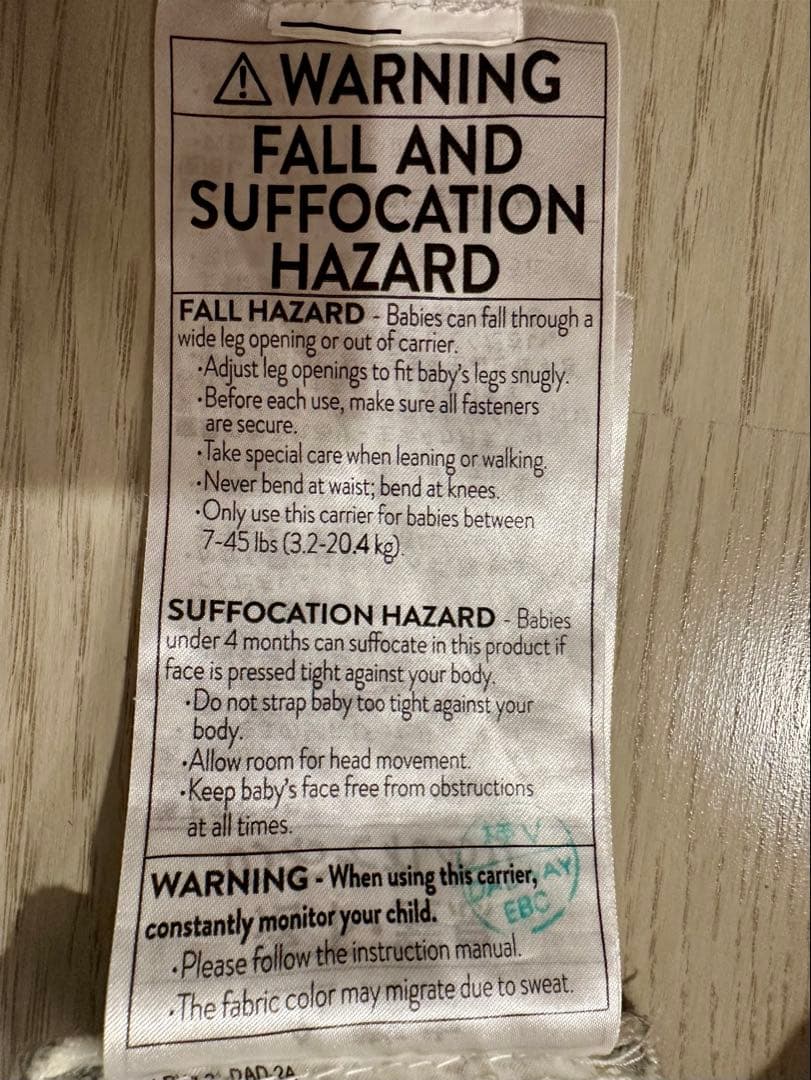 ⚠ WARNING
FALL AND
SUFFOCATION
HAZARD
FALL HAZARD - Babies can fall through a
wide leg opening or out of carrier.
•Adjust leg openings to fit baby's legs snugly.
•Before each use, make sure all fasteners
are secure.
•Take special care when leaning or walking.
•Never bend at waist; bend at knees.
•Only use this carrier for babies between
7-45 lbs (3.2-20.4 kg).
SUFFOCATION HAZARD - Babies
under 4 months can suffocate in this product if
face is pressed tight against your body.
•Do not strap baby too tight against your
body.
•Allow room for head movement.
•Keep baby's face free from obstructions
at all times.
WARNING - When using this carrier,
constantly monitor your child.
•Please follow the instruction manual.
•The fabric color may migrate due to sweat.
EBC